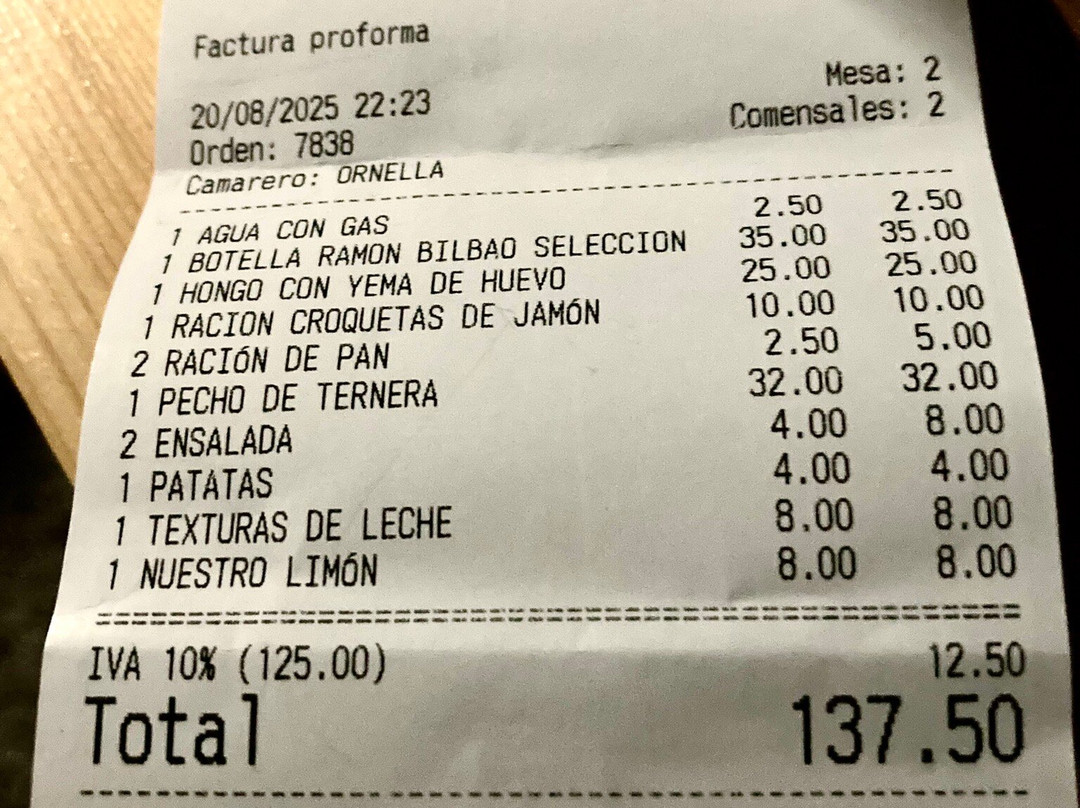 Factura proforma
Mesa: 2
20/08/2025 22:23 Comensales: 2
Orden: 7838
Camarero: ORNELLA
1 AGUA CON GAS 2.50 2.50
1 BOTELLA RAMON BILBAO SELECCION 35.00 35.00
1 HONGO CON YEMA DE HUEVO 25.00 25.00
1 RACION CROQUETAS DE JAMÓN 10.00 10.00
2 RACIÓN DE PAN 2.50 5.00
1 PECHO DE TERNERA 32.00 32.00
2 ENSALADA 4.00 8.00
1 PATATAS 4.00 4.00
1 TEXTURAS DE LECHE 8.00 8.00
1 NUESTRO LIMÓN 8.00 8.00
IVA 10% (125.00) 12.50
Total 137.50